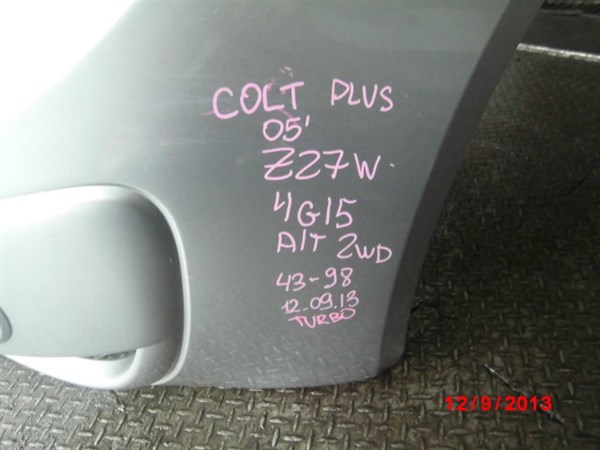 COLT PLUS
05'
Z27W.
4G15
A/T 2WD
43-98
12.09.13
TURBO
12/9/2013